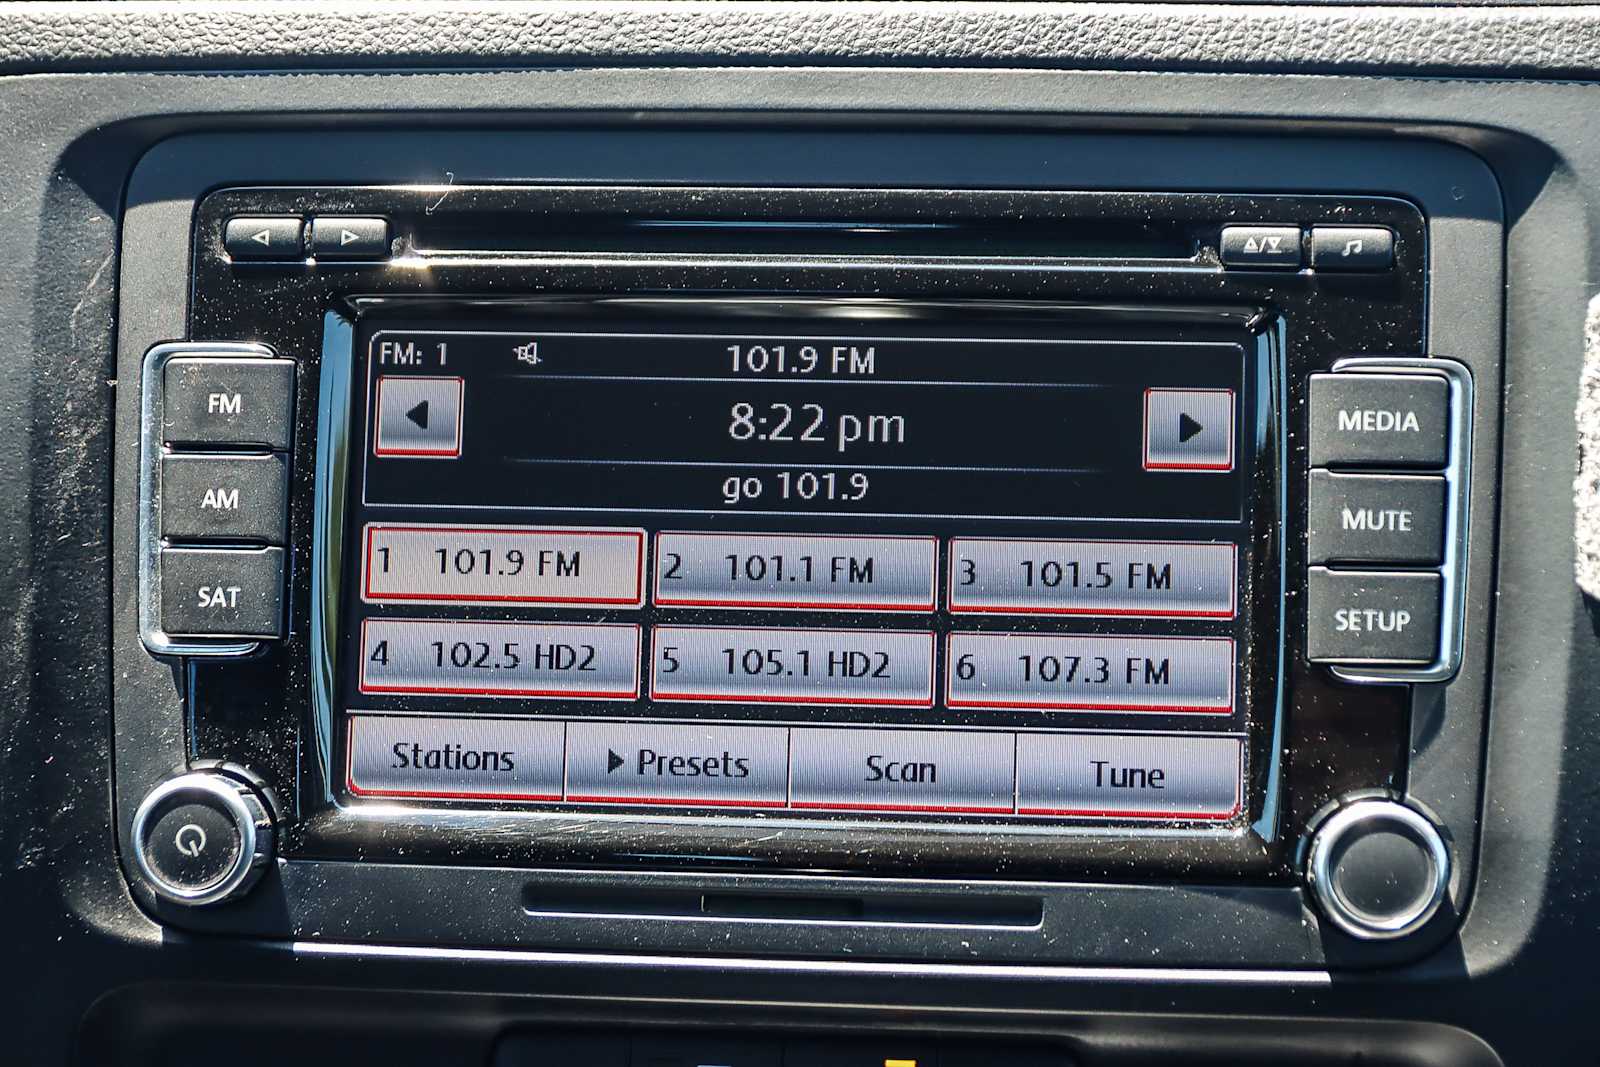 FM: 1 101.9 FM
8:22 pm
go 101.9
1 101.9 FM
2 101.1 FM
3 101.5 FM
4 102.5 HD2
5 105.1 HD2
6 107.3 FM
Stations
Presets
Scan
Tune
FM
AM
SAT
MEDIA
MUTE
SETUP